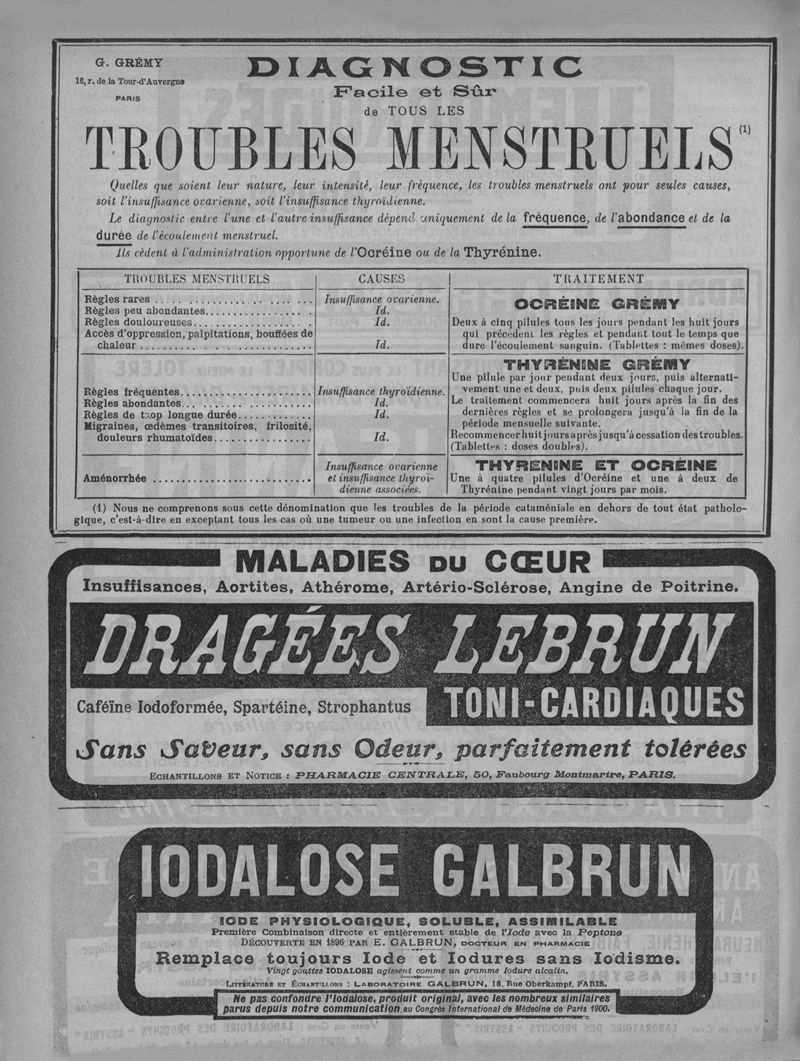 G. GRÉMY
16, r. de la Tour-d'Auvergne
PARIS
DIAGNOSTIC
Facile et Sûr
de TOUS LES
TROUBLES MENSTRUELS (1)
Quelles que soient leur nature, leur intensité, leur fréquence, les troubles menstruels ont pour seules causes,
soit l'insuffisance ovarienne, soit l'insuffisance thyroïdienne.
Le diagnostic entre l'une et l'autre insuffisance dépend uniquement de la fréquence, de l'abondance et de la
durée de l'écoulement menstruel.
Ils cèdent à l'administration opportune de l'Ocréine ou de la Thyrénine.
TROUBLES MENSTRUELS
CAUSES
TRAITEMENT
Règles rares
Insuffisance ovarienne.
Règles peu abondantes
Id.
Règles douloureuses
Id.
Accès d'oppression, palpitations, bouffées de
chaleur
Id.
OCRÉINE GRÉMY
Deux à cinq pilules tous les jours pendant les huit jours
qui précèdent les règles et pendant tout le temps que
dure l'écoulement sanguin. (Tablettes : mêmes doses).
Règles fréquentes
Insuffisance thyroïdienne.
Règles abondantes
Id.
Règles de trop longue durée
Id.
Migraines, œdèmes transitoires, frilosité,
douleurs rhumatoïdes
Id.
THYRÉNINE GRÉMY
Une pilule par jour pendant deux jours, puis alternati-
vement une et deux, puis deux pilules chaque jour.
Le traitement commencera huit jours après la fin des
dernières règles et se prolongera jusqu'à la fin de la
période mensuelle suivante.
Recommencer huit jours après jusqu'à cessation des troubles.
(Tablettes : doses doubles).
Aménorrhée
Insuffisance ovarienne
et insuffisance thyroï-
dienne associées.
THYRÉNINE ET OCRÉINE
Une à quatre pilules d'Ocréine et une à deux de
Thyrénine pendant vingt jours par mois.
(1) Nous ne comprenons sous cette dénomination que les troubles de la période cataméniale en dehors de tout état patholo-
gique, c'est-à-dire en exceptant tous les cas où une tumeur ou une infection en sont la cause première.
MALADIES DU CŒUR
Insuffisances, Aortites, Athérome, Artério-Sclérose, Angine de Poitrine.
DRAGÉES LEBRUN
Caféïne Iodoformée, Spartéine, Strophantus
TONI-CARDIAQUES
Sans Saveur, sans Odeur, parfaitement tolérées
ECHANTILLONS ET NOTICE : PHARMACIE CENTRALE, 50, Faubourg Montmartre, PARIS.
IODALOSE GALBRUN
IODE PHYSIOLOGIQUE, SOLUBLE, ASSIMILABLE
Première Combinaison directe et entièrement stable de l'Iode avec la Peptone
DÉCOUVERTE EN 1896 PAR E. GALBRUN, DOCTEUR EN PHARMACIE
Remplace toujours Iode et Iodures sans Iodisme.
Vingt gouttes IODALOSE agissent comme un gramme Iodure alcalin.
LITTÉRATURE ET ÉCHANTILLONS : LABORATOIRE GALBRUN, 18, Rue Oberkampf, PARIS.
Ne pas confondre l'Iodalose, produit original, avec les nombreux similaires
parus depuis notre communication au Congrès International de Médecine de Paris 1900.